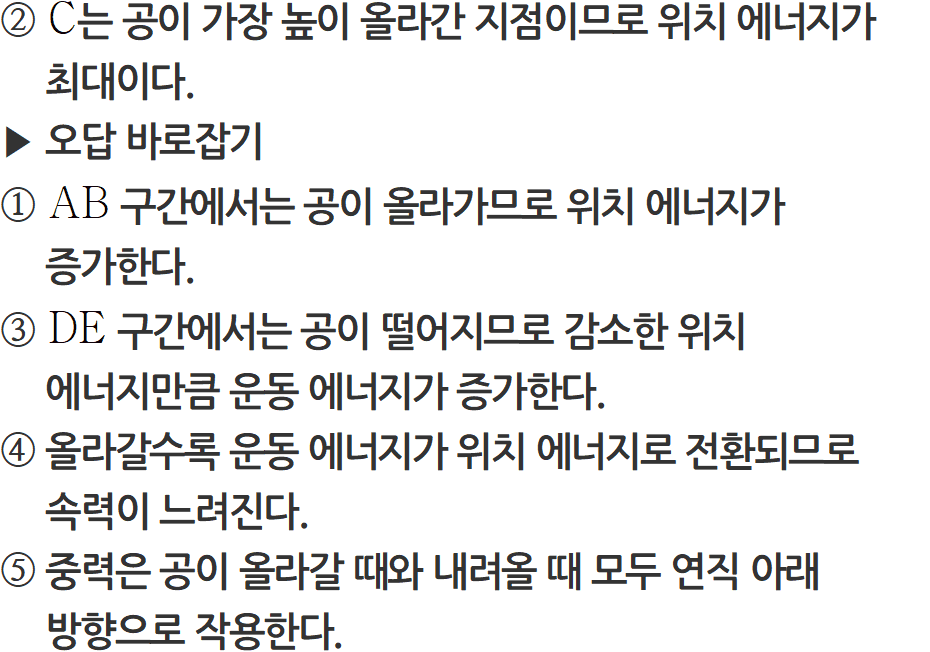 ② C는 공이 가장 높이 올라간 지점이므로 위치 에너지가
최대이다.
▶ 오답 바로잡기
① AB 구간에서는 공이 올라가므로 위치 에너지가
증가한다.
③ DE 구간에서는 공이 떨어지므로 감소한 위치
에너지만큼 운동 에너지가 증가한다.
④ 올라갈수록 운동 에너지가 위치 에너지로 전환되므로
속력이 느려진다.
⑤ 중력은 공이 올라갈 때와 내려올 때 모두 연직 아래
방향으로 작용한다.